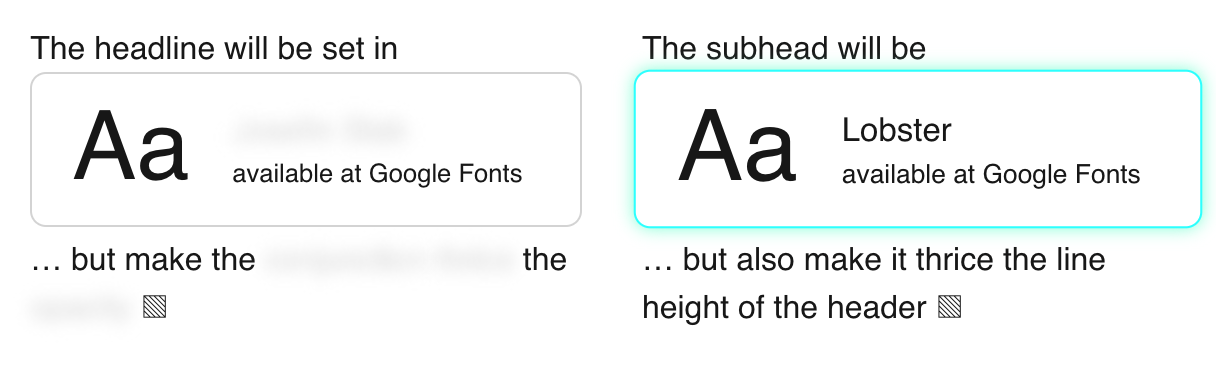 The headline will be set in
Aa
available at Google Fonts
… but make the the
The subhead will be
Aa
Lobster
available at Google Fonts
… but also make it thrice the line
height of the header ▧